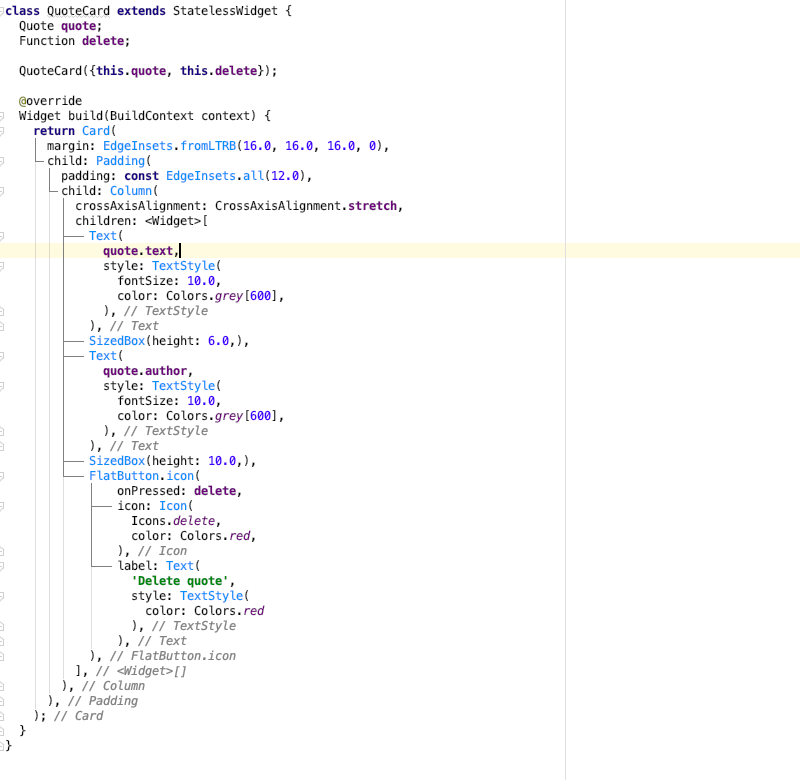 class QuoteCard extends StatelessWidget {
  Quote quote;
  Function delete;

  QuoteCard({this.quote, this.delete});

  @override
  Widget build(BuildContext context) {
    return Card(
      margin: EdgeInsets.fromLTRB(16.0, 16.0, 16.0, 0),
      child: Padding(
        padding: const EdgeInsets.all(12.0),
        child: Column(
          crossAxisAlignment: CrossAxisAlignment.stretch,
          children: <Widget>[
            Text(
              quote.text,
              style: TextStyle(
                fontSize: 10.0,
                color: Colors.grey[600],
              ), // TextStyle
            ), // Text
            SizedBox(height: 6.0,),
            Text(
              quote.author,
              style: TextStyle(
                fontSize: 10.0,
                color: Colors.grey[600],
              ), // TextStyle
            ), // Text
            SizedBox(height: 10.0,),
            FlatButton.icon(
                onPressed: delete,
                icon: Icon(
                  Icons.delete,
                  color: Colors.red,
                ), // Icon
                label: Text(
                  'Delete quote',
                  style: TextStyle(
                    color: Colors.red
                  ), // TextStyle
                ), // Text
            ), // FlatButton.icon
          ], // <Widget>[]
        ), // Column
      ), // Padding
    ); // Card
  }
}